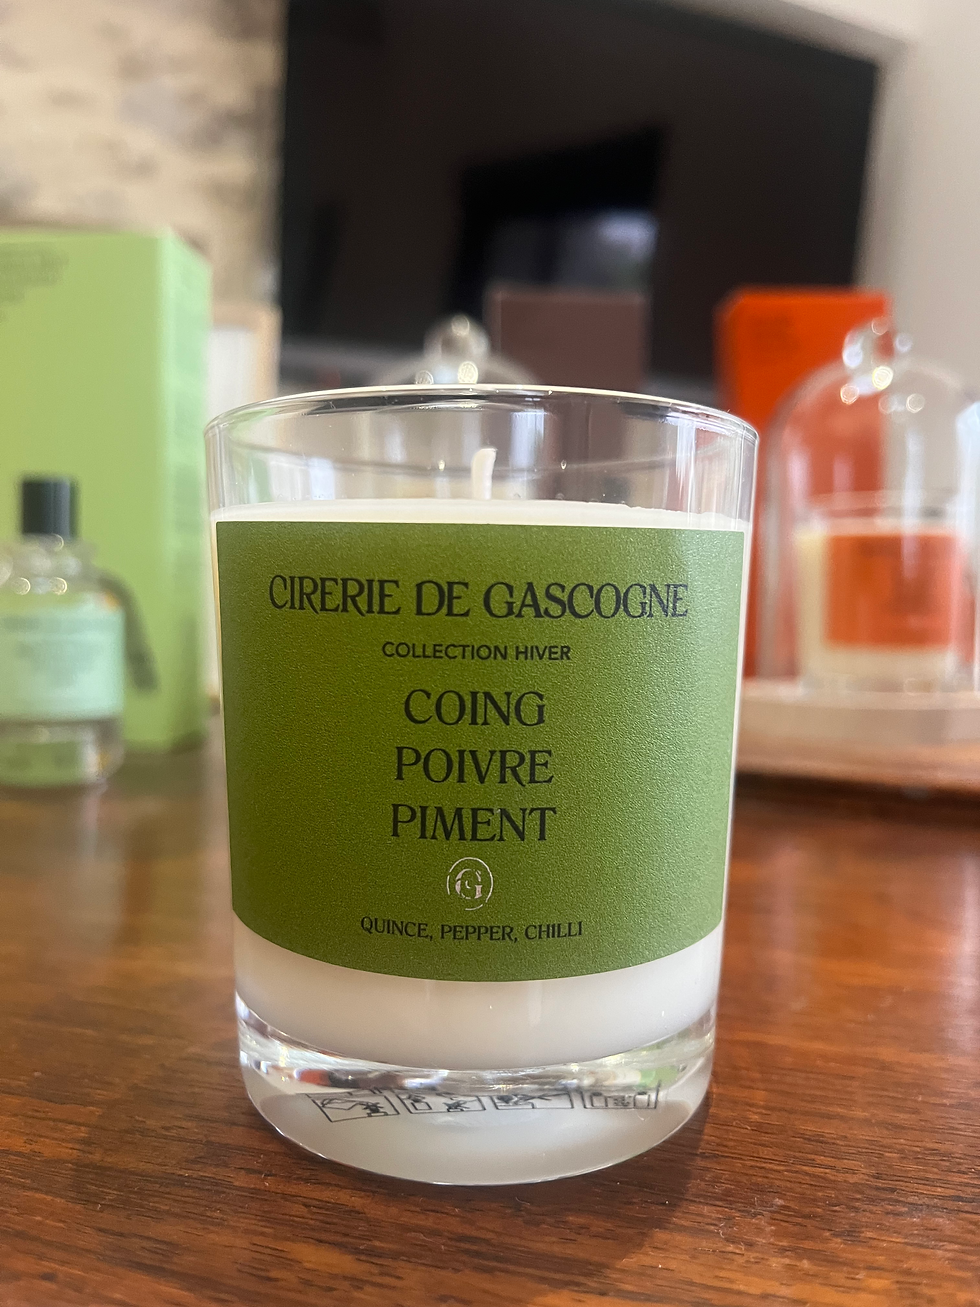 CIRERIE DE GASCOGNE
COLLECTION HIVER
COING
POIVRE
PIMENT
G
QUINCE, PEPPER, CHILLI